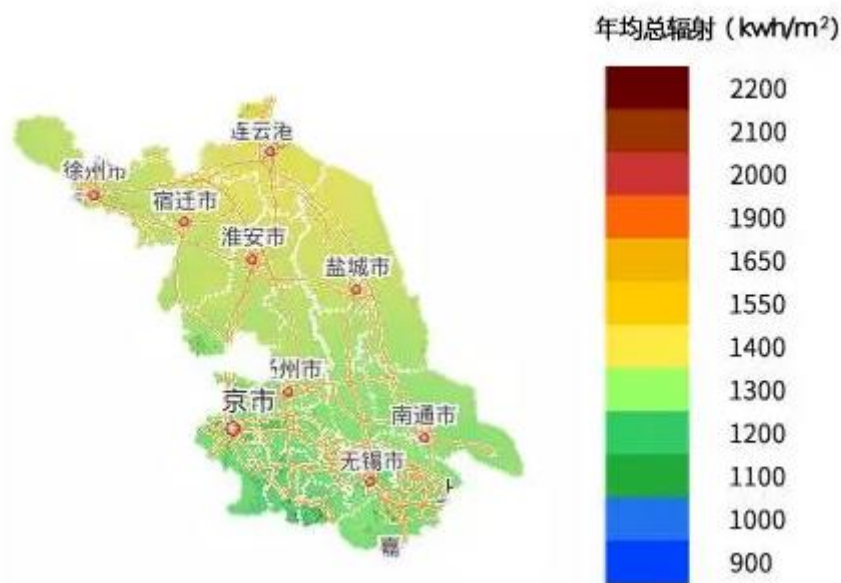 年均总辐射（kwh/m²）
2200
2100
2000
1900
1650
1550
1400
1300
1200
1100
1000
900
连云港
徐州市
宿迁市
淮安市
盐城市
州市
京市
南通市
无锡市
嘉